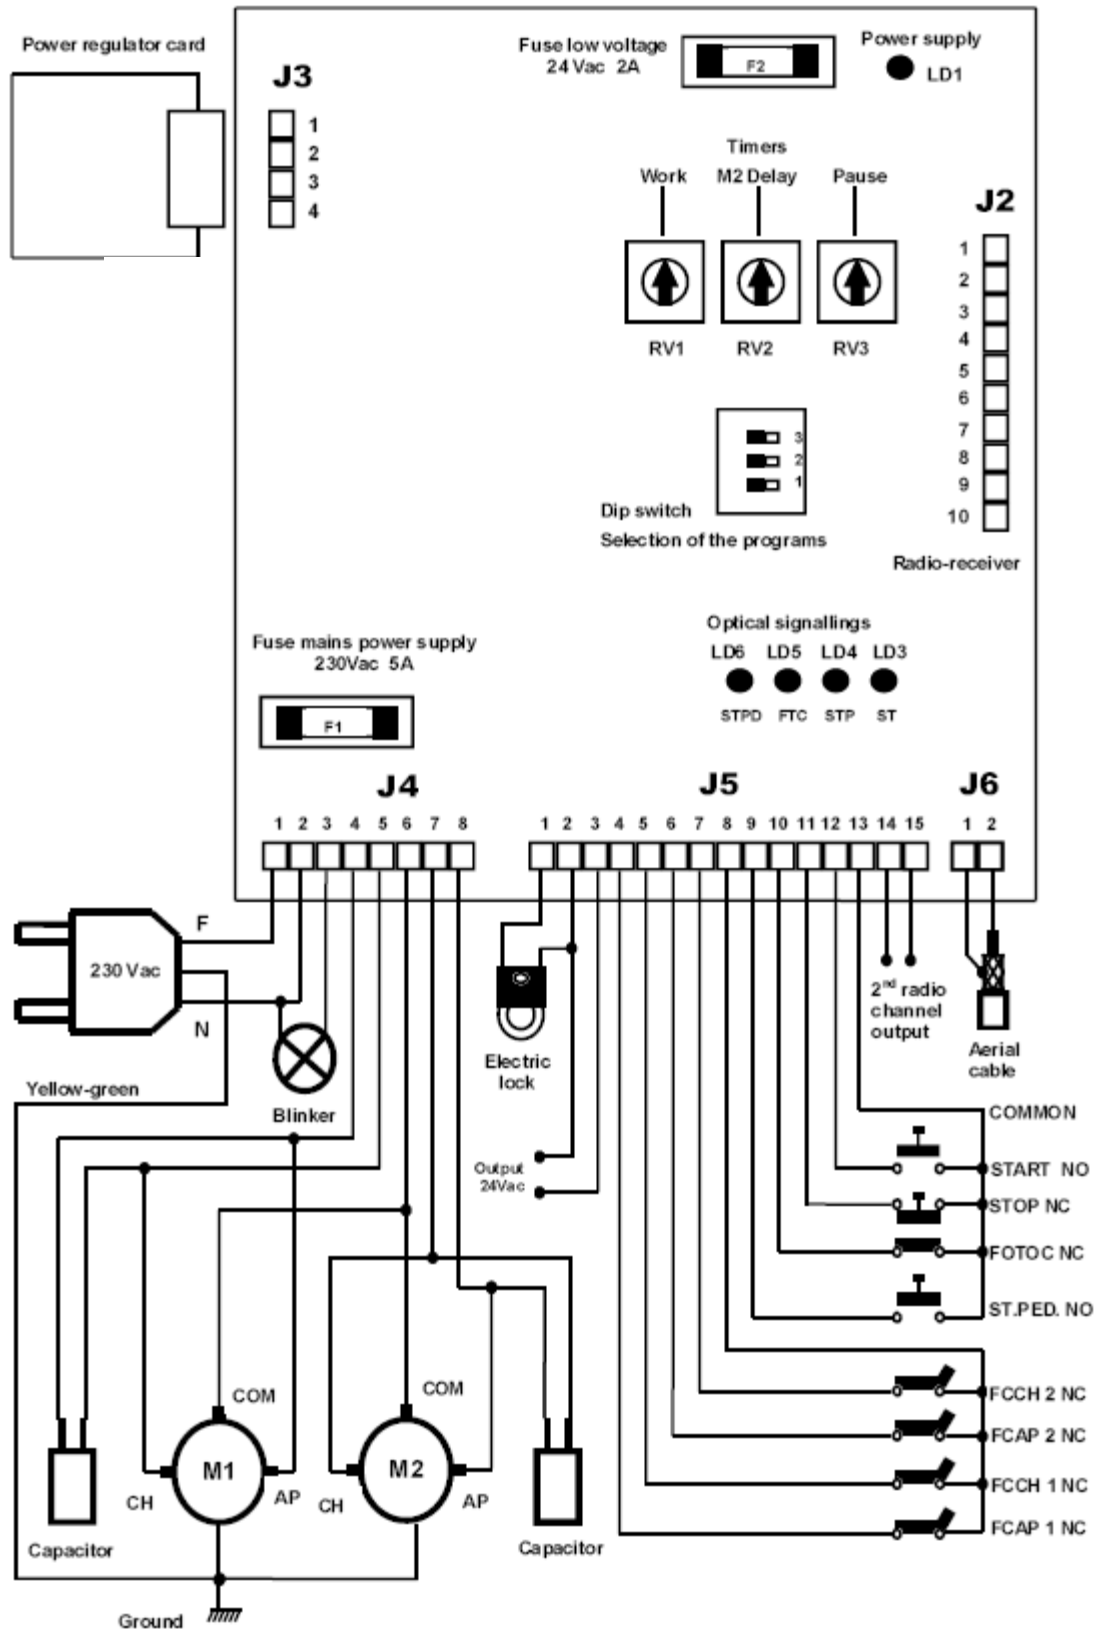 Power regulator card
J3
1
2
3
4
Fuse low voltage
24 Vac 2A
F2
Power supply
LD1
Timers
Work M2 Delay Pause
RV1 RV2 RV3
J2
1
2
3
4
5
6
7
8
9
10
Radio-receiver
3
2
1
Dip switch
Selection of the programs
Optical signallings
LD6 LD5 LD4 LD3
STPD FTC STP ST
Fuse mains power supply
230Vac 5A
F1
J4
1 2 3 4 5 6 7 8
J5
1 2 3 4 5 6 7 8 9 10 11 12 13 14 15
J6
1 2
F
230 Vac
N
Yellow-green
Blinker
Electric
lock
Output
24Vac
2nd radio
channel
output
Aerial
cable
COMMON
START NO
STOP NC
FOTOC NC
ST.PED. NO
FCCH 2 NC
FCAP 2 NC
FCCH 1 NC
FCAP 1 NC
COM
M1
CH
AP
COM
M2
CH
AP
Capacitor
Capacitor
Ground